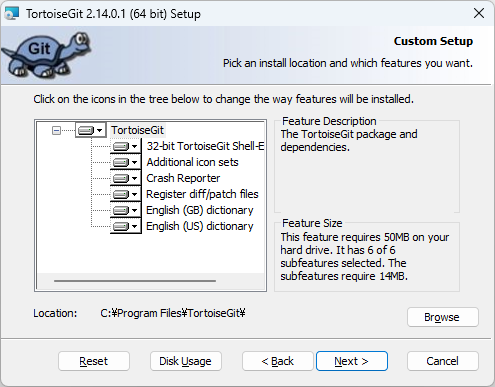 TortoiseGit 2.14.0.1 (64 bit) Setup
Git
Custom Setup
Pick an install location and which features you want.
Click on the icons in the tree below to change the way features will be installed.
TortoiseGit
32-bit TortoiseGit Shell-E
Additional icon sets
Crash Reporter
Register diff/patch files
English (GB) dictionary
English (US) dictionary
Feature Description
The TortoiseGit package and
dependencies.
Feature Size
This feature requires 50MB on your
hard drive. It has 6 of 6
subfeatures selected. The
subfeatures require 14MB.
Location: C:¥Program Files¥TortoiseGit¥
Browse
Reset Disk Usage < Back Next > Cancel